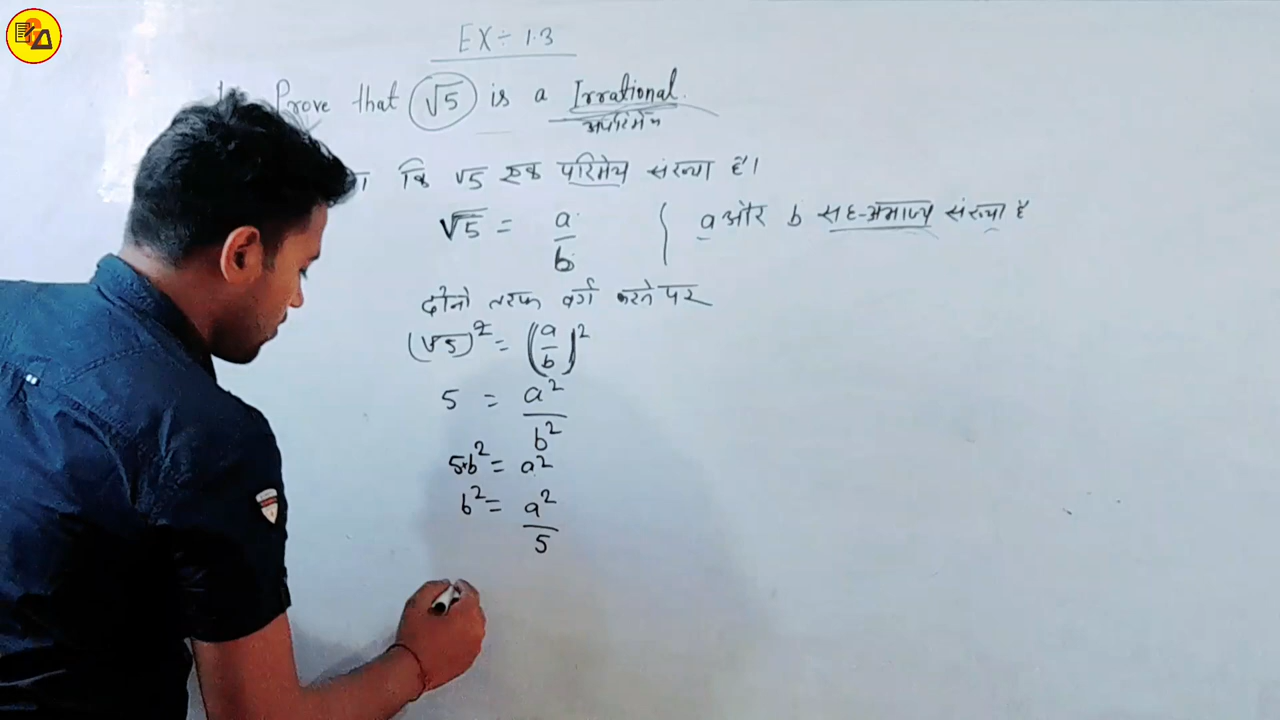 EX÷ 1.3
Prove that √5 is a Irrational.
अपरिमेय
कि √5 एक परिमेय संख्या है।
√5 = a/b { a और b सह-अभाज्य संख्या है
दोनो तरफ वर्ग करने पर
(√5)² = (a/b)²
5 = a²/b²
5b² = a²
b² = a²/5